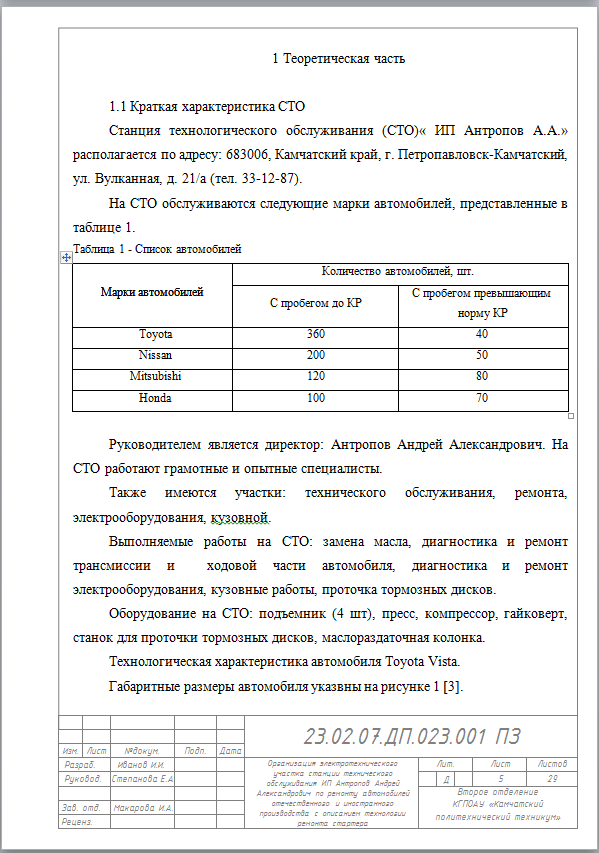 1 Теоретическая часть
1.1 Краткая характеристика СТО
Станция технологического обслуживания (СТО)« ИП Антропов А.А.»
располагается по адресу: 683006, Камчатский край, г. Петропавловск-Камчатский,
ул. Вулканная, д. 21/а (тел. 33-12-87).
На СТО обслуживаются следующие марки автомобилей, представленные в
таблице 1.
Таблица 1 - Список автомобилей
Марки автомобилей
Количество автомобилей, шт.
С пробегом до КР
С пробегом превышающим
норму КР
Toyota 360 40
Nissan 200 50
Mitsubishi 120 80
Honda 100 70
Руководителем является директор: Антропов Андрей Александрович. На
СТО работают грамотные и опытные специалисты.
Также имеются участки: технического обслуживания, ремонта,
электрооборудования, кузовной.
Выполняемые работы на СТО: замена масла, диагностика и ремонт
трансмиссии и ходовой части автомобиля, диагностика и ремонт
электрооборудования, кузовные работы, проточка тормозных дисков.
Оборудование на СТО: подъемник (4 шт), пресс, компрессор, гайковерт,
станок для проточки тормозных дисков, маслораздаточная колонка.
Технологическая характеристика автомобиля Toyota Vista.
Габаритные размеры автомобиля указвны на рисунке 1 [3].
23.02.07.ДП.023.001 ПЗ
Изм. Лист №докум. Подп. Дата
Разраб. Иванов И.И.
Руковод. Степанова Е.А
Зав. отд. Макарова И.А.
Реценз.
Организация электротехнического
участка станции технического
обслуживания ИП Антропов Андрей
Александрович по ремонту автомобилей
отечественного и иностранного
производства с описанием технологии
ремонта стартера
Лит. Лист Листов
Д 5 29
Второе отделение
КГПОАУ «Камчатский
политехнический техникум»